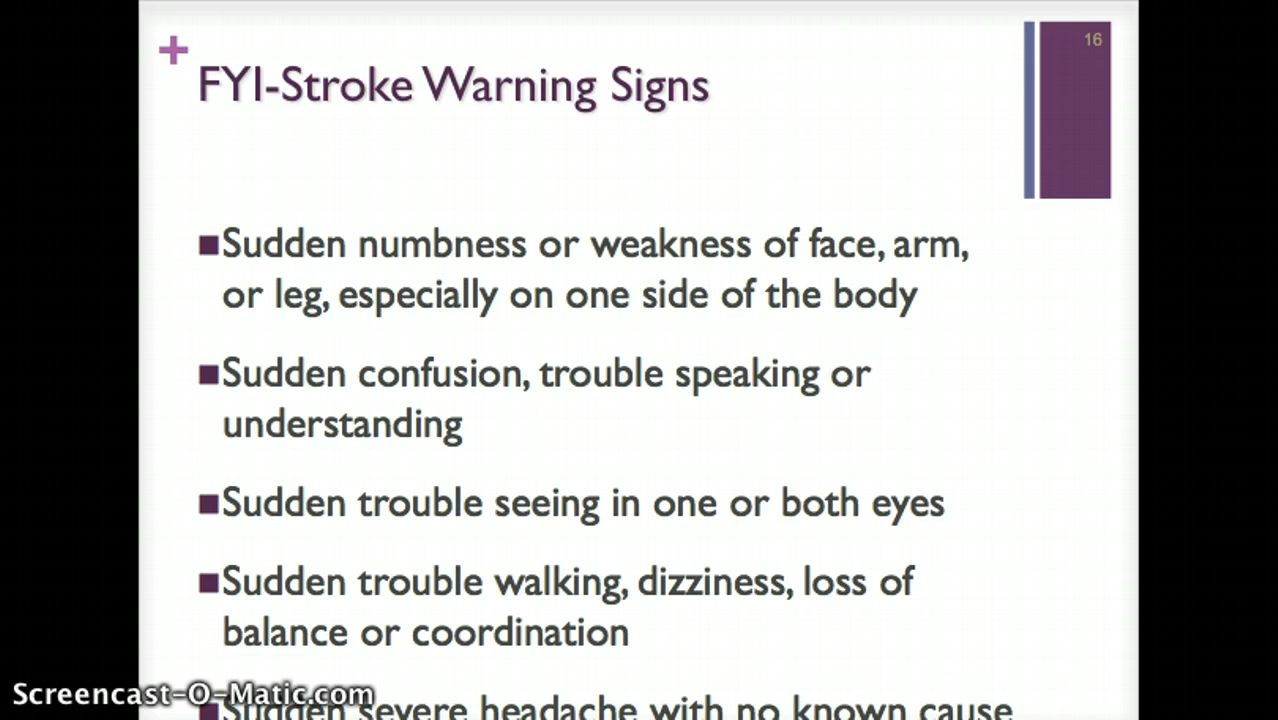 16
FYI-Stroke Warning Signs
Sudden numbness or weakness of face, arm,
or leg, especially on one side of the body
Sudden confusion, trouble speaking or
understanding
Sudden trouble seeing in one or both eyes
Sudden trouble walking, dizziness, loss of
balance or coordination
Sudden severe headache with no known cause
Screencast-O-Matic.com